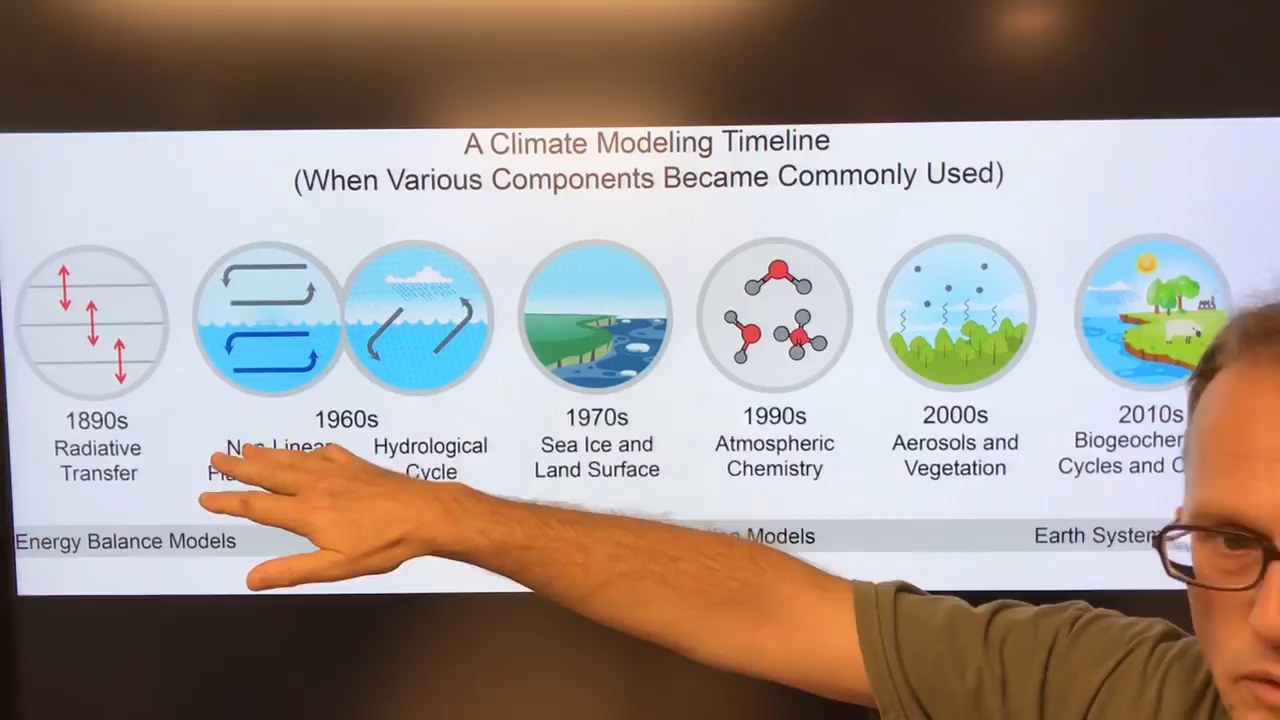 A Climate Modeling Timeline
(When Various Components Became Commonly Used)
1890s
Radiative
Transfer
1960s
Non-Linear
Hydrological
Cycle
1970s
Sea Ice and
Land Surface
1990s
Atmospheric
Chemistry
2000s
Aerosols and
Vegetation
2010s
Cycles and
Energy Balance Models
Models
Earth System